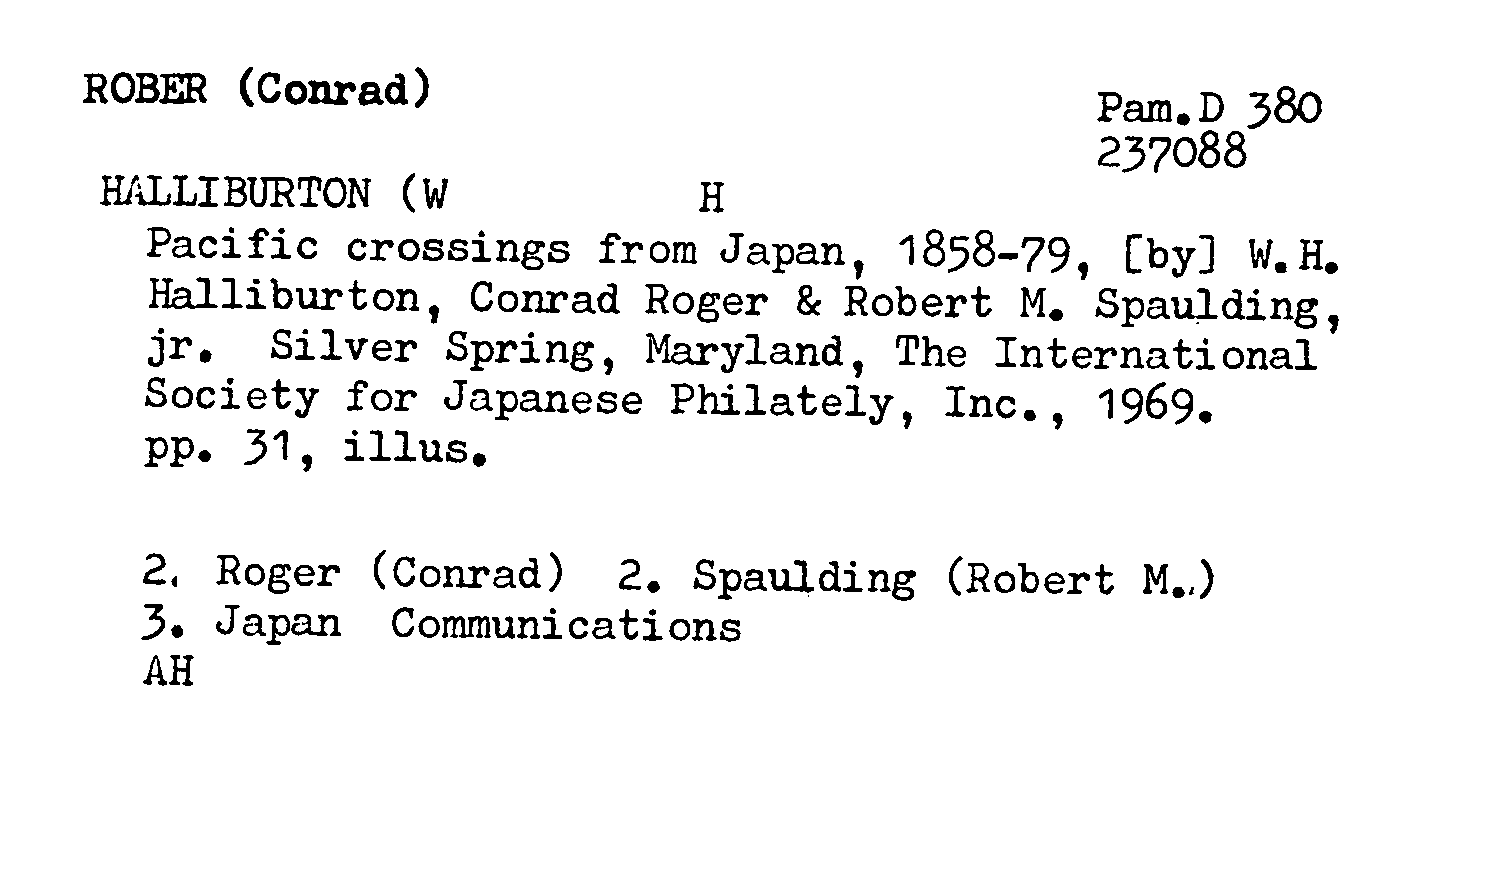 ROBER (Conrad)
Pam.D 380
237088
HALLIBURTON (W H
Pacific crossings from Japan, 1858-79, [by] W.H.
Halliburton, Conrad Roger & Robert M. Spaulding,
jr. Silver Spring, Maryland, The International
Society for Japanese Philately, Inc., 1969.
pp. 31, illus.
2. Roger (Conrad) 2. Spaulding (Robert M.)
3. Japan Communications
AH